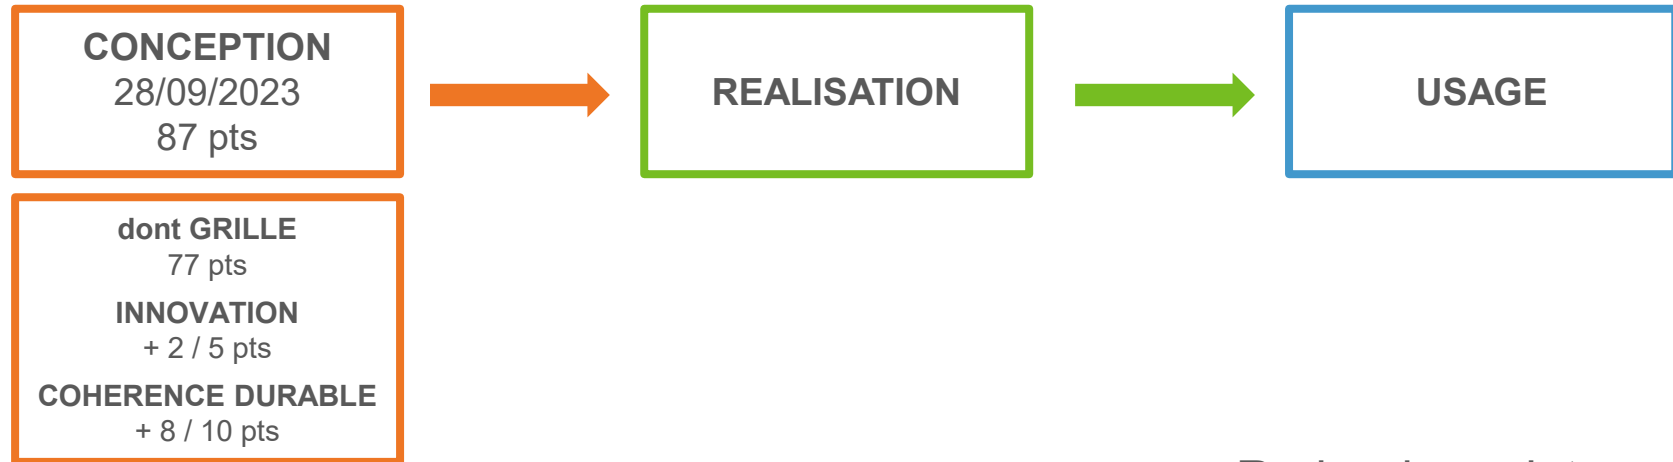 CONCEPTION
28/09/2023
87 pts
REALISATION
USAGE
dont GRILLE
77 pts
INNOVATION
+ 2 / 5 pts
COHERENCE DURABLE
+ 8 / 10 pts